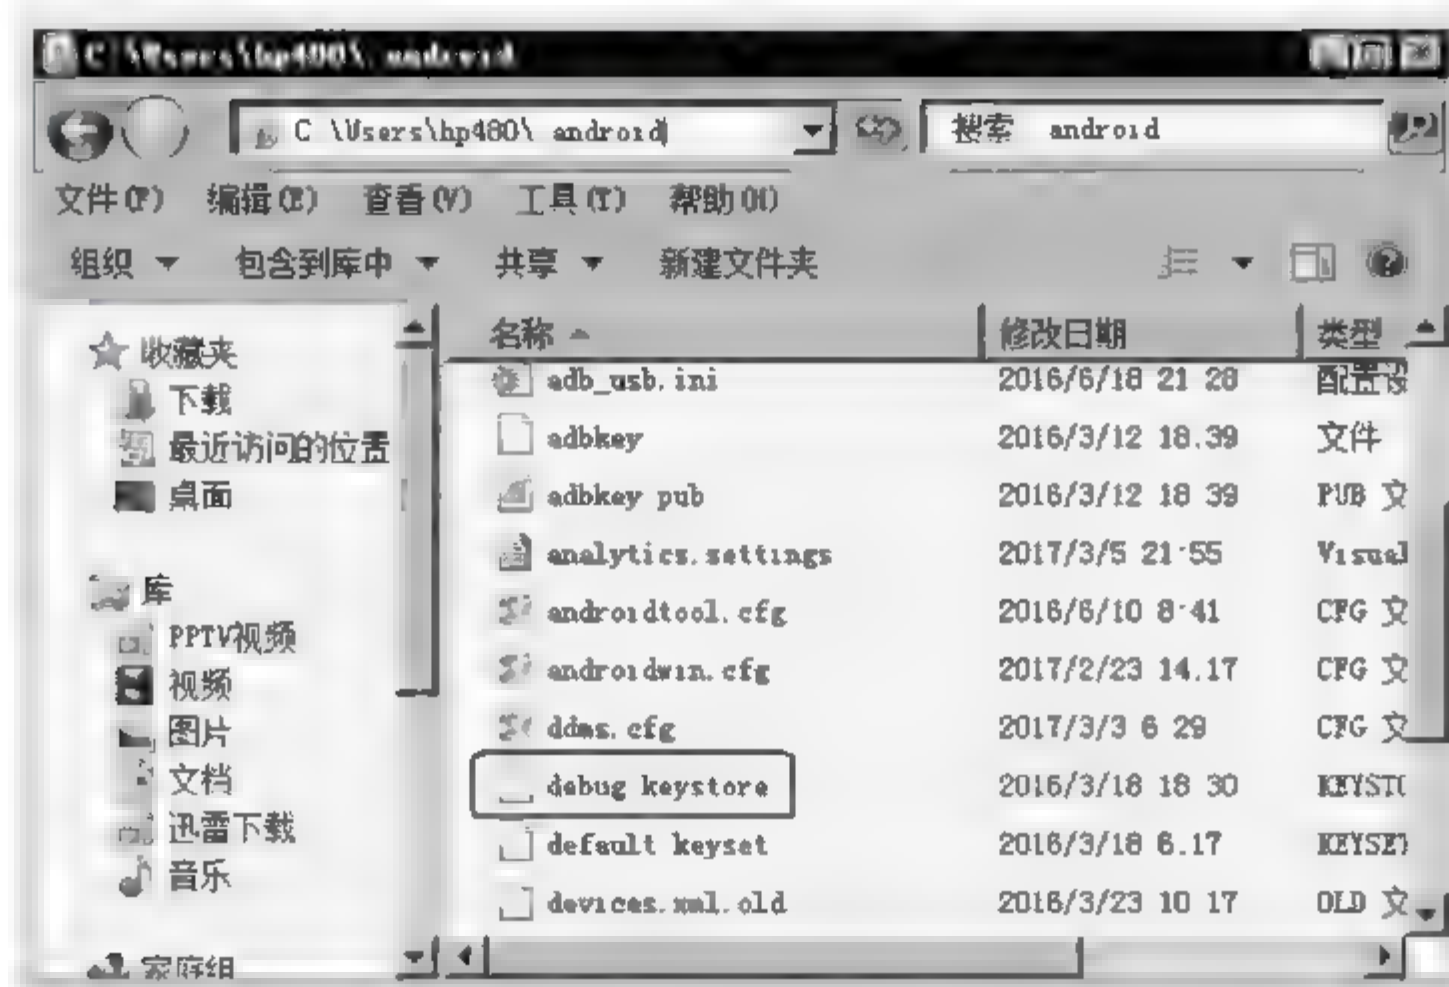 C \Users\hp480\ android
C \Users\hp480\ android 搜索 android
文件(F) 编辑(E) 查看(V) 工具(T) 帮助(H)
组织 包含到库中 共享 新建文件夹
收藏夹
下载
最近访问的位置
桌面
库
PPTV视频
视频
图片
文档
迅雷下载
音乐
家庭组
名称 修改日期 类型
adb_usb.ini 2016/6/18 21 28 配置设
adbkey 2016/3/12 18.39 文件
adbkey pub 2016/3/12 18 39 PUB 文
analytics.settings 2017/3/5 21:55 Visual
androidtool.cfg 2016/6/10 8:41 CFG 文
androidwin.cfg 2017/2/23 14.17 CFG 文
ddms.cfg 2017/3/3 6 29 CFG 文
debug keystore 2016/3/18 18 30 KEYSTO
default keyset 2016/3/18 6.17 KEYSET
devices.xml.old 2016/3/23 10 17 OLD 文